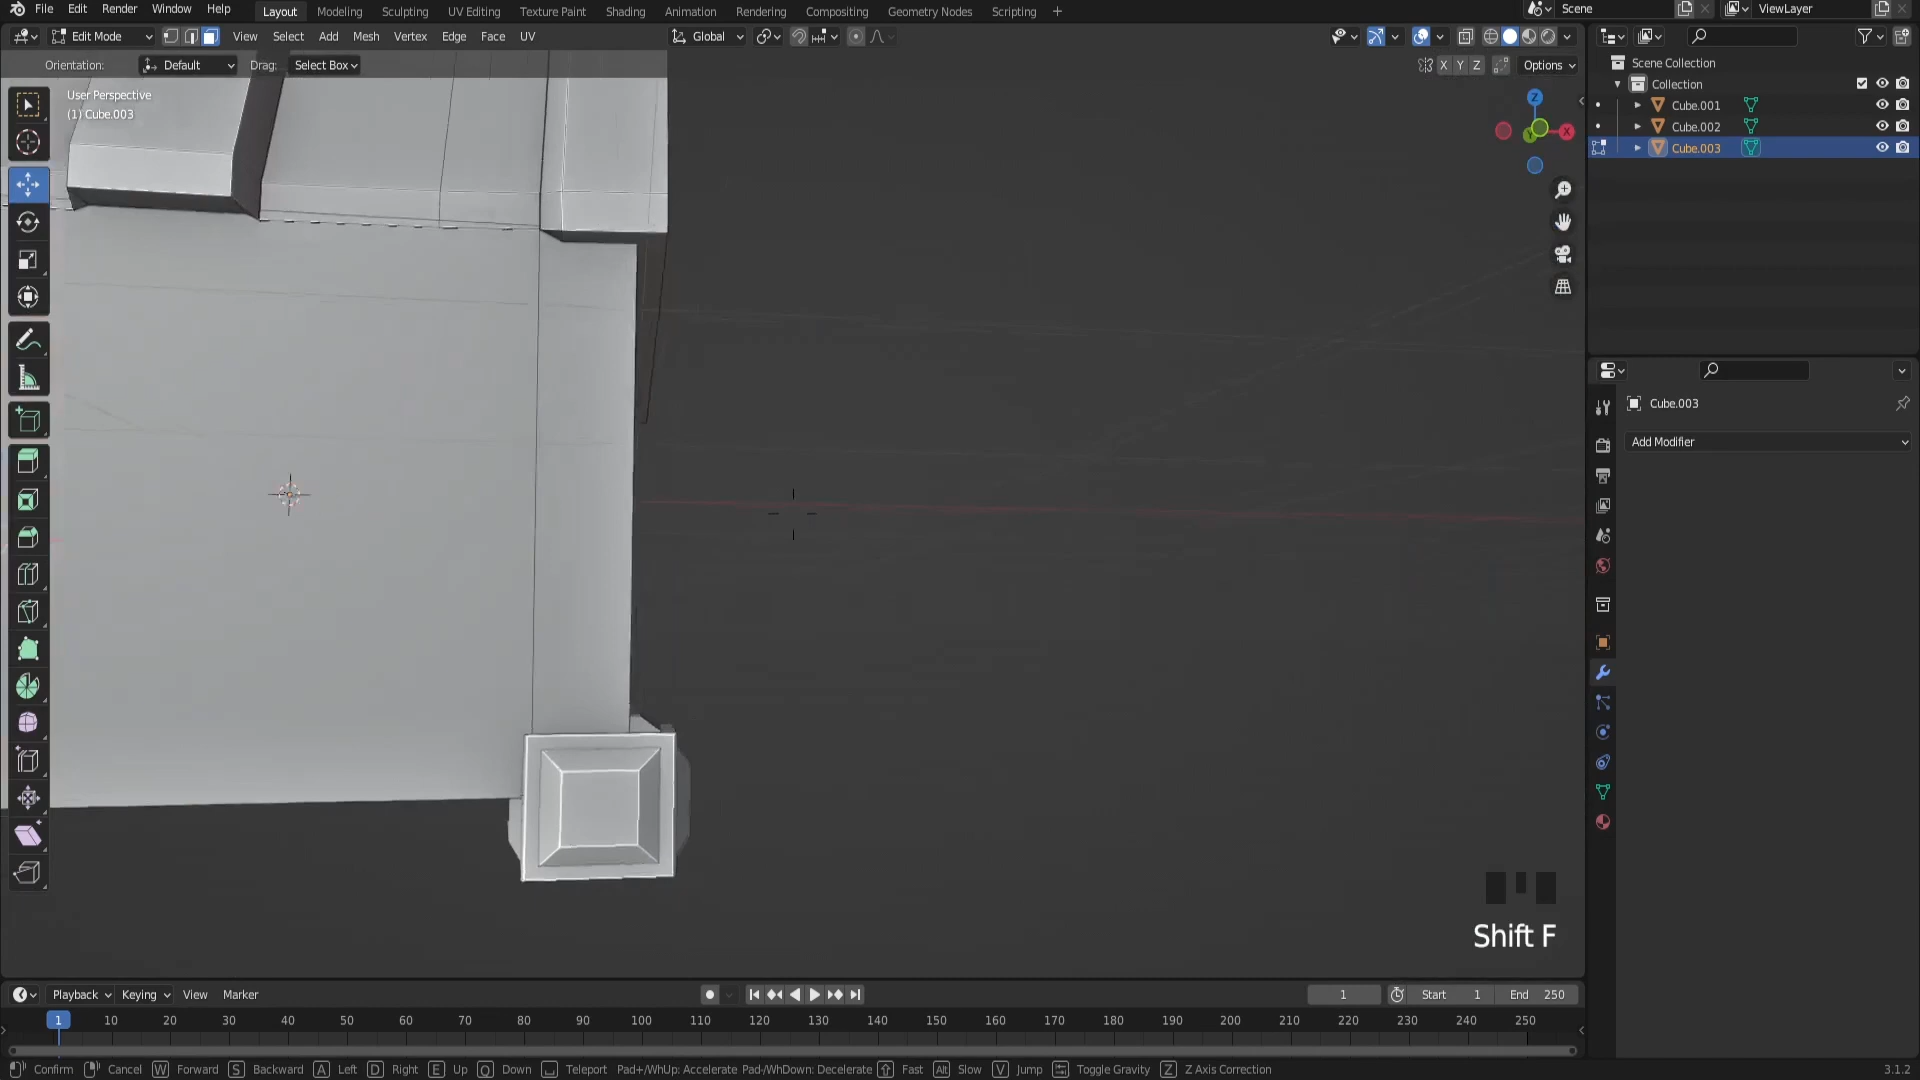 File Edit Render Window Help Layout Modeling Sculpting UV Editing Texture Paint Shading Animation Rendering Compositing Geometry Nodes Scripting + Scene ViewLayer
Edit Mode View Select Add Mesh Vertex Edge Face UV Global
Orientation: Default Drag: Select Box X Y Z Options
User Perspective
(1) Cube.003
Z
X
Y
Scene Collection
Collection
Cube.001
Cube.002
Cube.003
Cube.003
Add Modifier
Shift F
Playback Keying View Marker 1 Start 1 End 250
1 10 20 30 40 50 60 70 80 90 100 110 120 130 140 150 160 170 180 190 200 210 220 230 240 250
Confirm Cancel W Forward S Backward A Left D Right E Up Q Down Teleport Pad+/WhUp: Accelerate Pad-/WhDown: Decelerate Fast Alt Slow V Jump Toggle Gravity Z Z Axis Correction 3.1.2